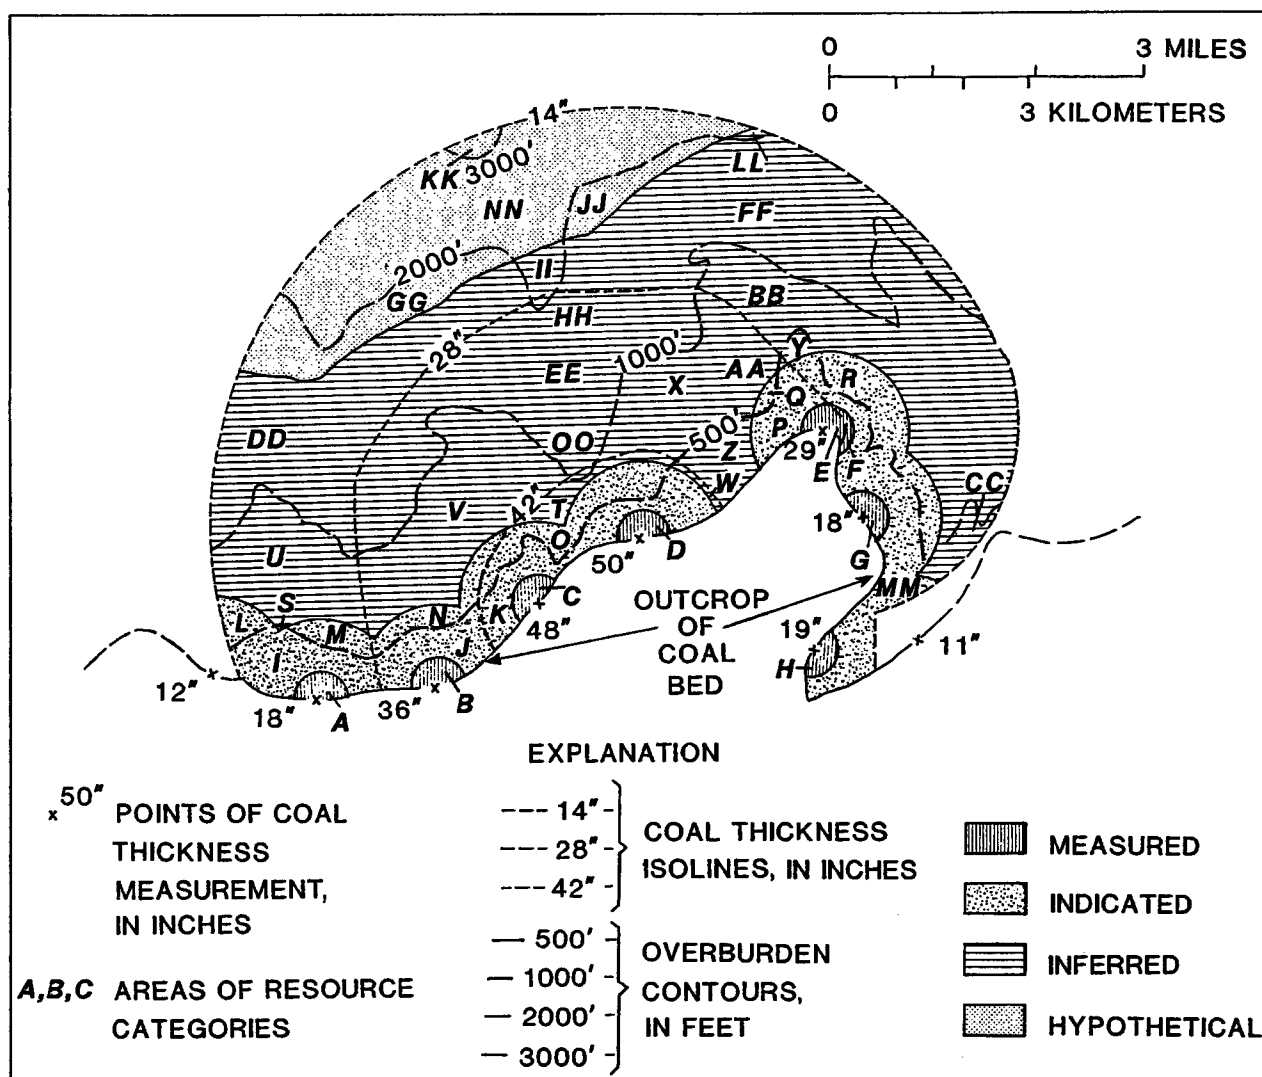 0 3 MILES
0 3 KILOMETERS
14"
KK 3000'
LL
NN JJ
FF
2000' II
GG BB
HH
28" 1000' Y
EE X AA R
Q
DD OO 500' P
Z 29" E F
W CC
42"
V T
U O 50" D 18"
G
S C MM
L M N K 48" OUTCROP
OF
COAL
BED
I J 19" 11"
12" H
18" A 36" B
EXPLANATION
50" POINTS OF COAL
THICKNESS
MEASUREMENT,
IN INCHES
A,B,C AREAS OF RESOURCE
CATEGORIES
14"
28"
42"
COAL THICKNESS
ISOLINES, IN INCHES
500'
1000'
2000'
3000'
OVERBURDEN
CONTOURS,
IN FEET
MEASURED
INDICATED
INFERRED
HYPOTHETICAL